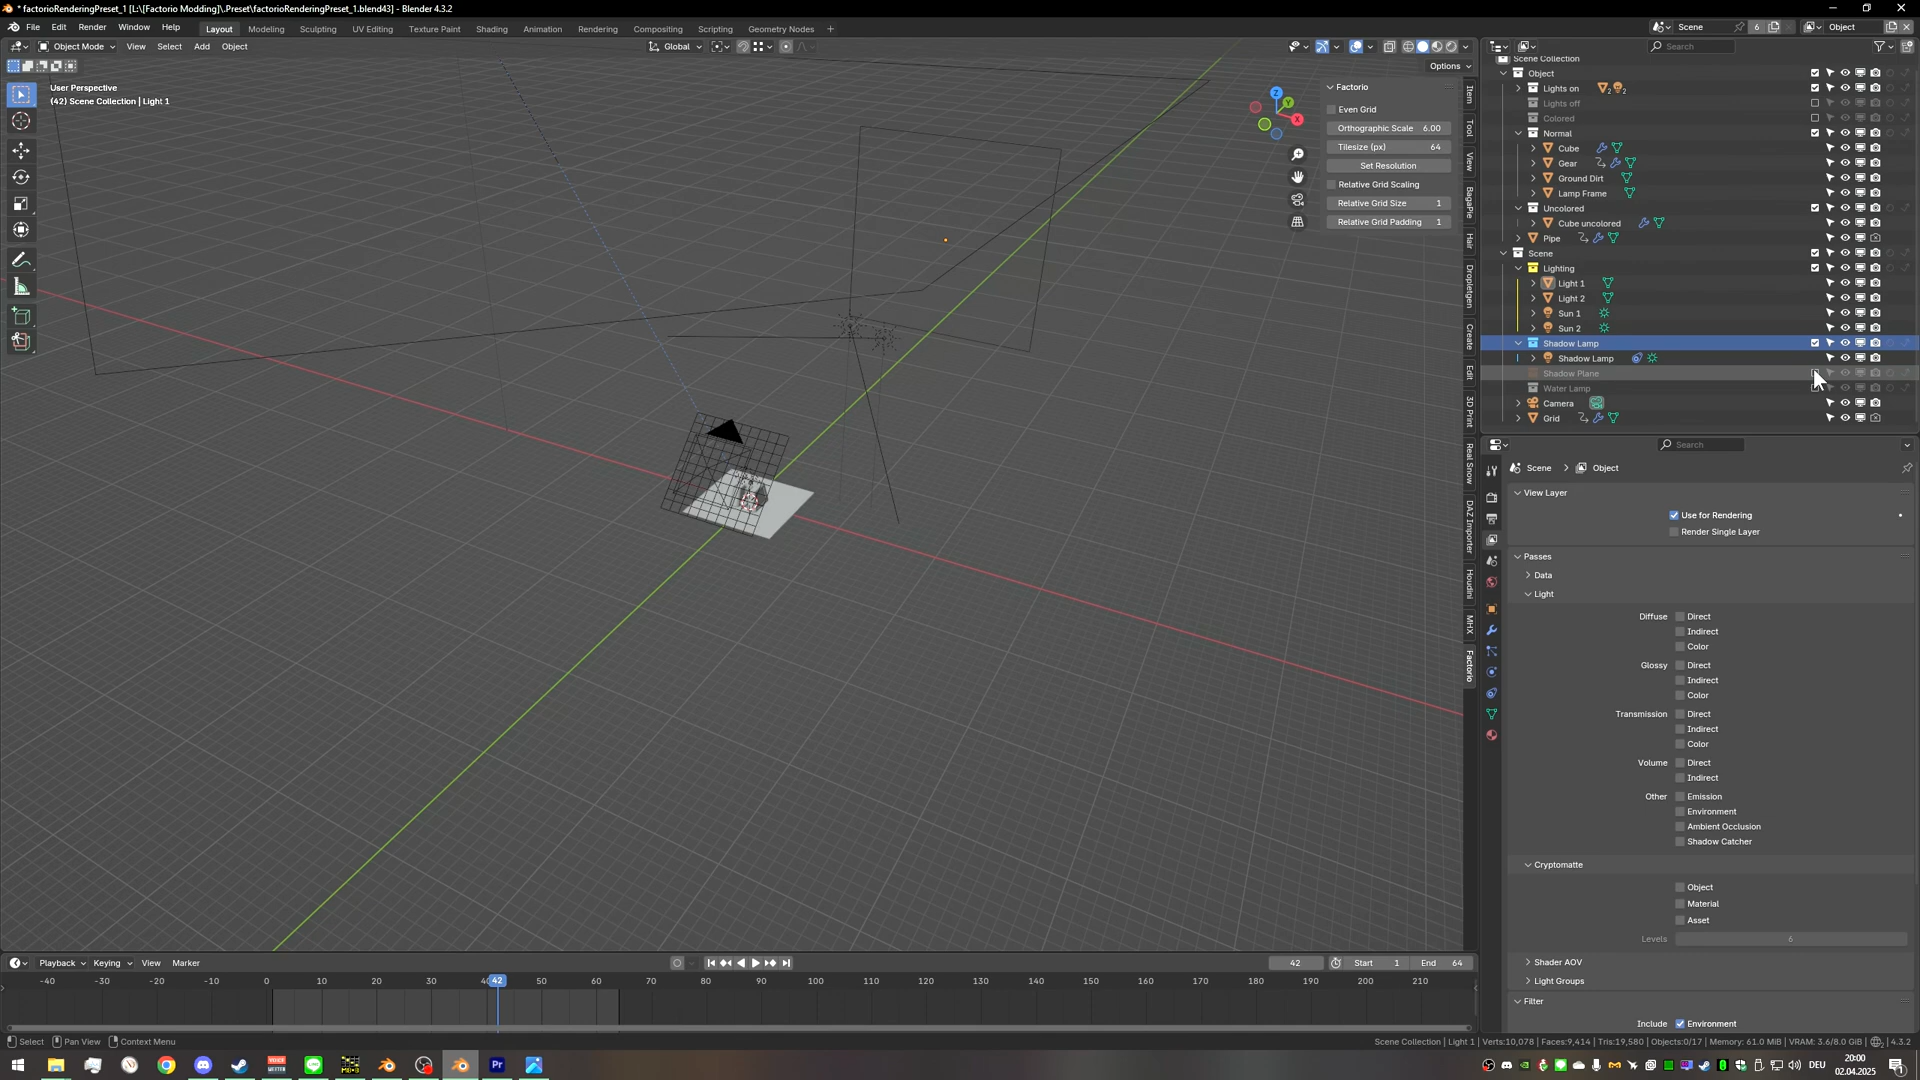 * factorioRenderingPreset_1 [L:\[Factorio Modding]\.Preset\factorioRenderingPreset_1.blend43] - Blender 4.3.2
File Edit Render Window Help
Layout Modeling Sculpting UV Editing Texture Paint Shading Animation Rendering Compositing Scripting Geometry Nodes +
Scene 6
Object
Object Mode View Select Add Object
Global
Search
Options
User Perspective
(42) Scene Collection | Light 1
Factorio
Even Grid
Orthographic Scale 6.00
Tilesize (px) 64
Set Resolution
Relative Grid Scaling
Relative Grid Size 1
Relative Grid Padding 1
Z
Y
X
Item
Tool
View
BagaPie
Hair
Dropletgen
Create
Edit
3D Print
Real Snow
DAZ Importer
Houdini
MHX
Factorio
Scene Collection
Object
Lights on 2 2
Lights off
Colored
Normal
Cube
Gear
Ground Dirt
Lamp Frame
Uncolored
Cube uncolored
Pipe
Scene
Lighting
Light 1
Light 2
Sun 1
Sun 2
Shadow Lamp
Shadow Lamp
Shadow Plane
Water Lamp
Camera
Grid
Search
Scene > Object
View Layer
Use for Rendering
Render Single Layer
Passes
Data
Light
Diffuse Direct
Indirect
Color
Glossy Direct
Indirect
Color
Transmission Direct
Indirect
Color
Volume Direct
Indirect
Other Emission
Environment
Ambient Occlusion
Shadow Catcher
Cryptomatte
Object
Material
Asset
Levels 6
Shader AOV
Light Groups
Filter
Include Environment
Playback Keying View Marker
42 Start 1 End 64
-40 -30 -20 -10 0 10 20 30 42 50 60 70 80 90 100 110 120 130 140 150 160 170 180 190 200 210
Select Pan View Context Menu
Scene Collection | Light 1 | Verts:10,078 | Faces:9,414 | Tris:19,580 | Objects:0/17 | Memory: 61.0 MiB | VRAM: 3.6/8.0 GiB | 4.3.2
Pr
DEU
20:00
02.04.2025